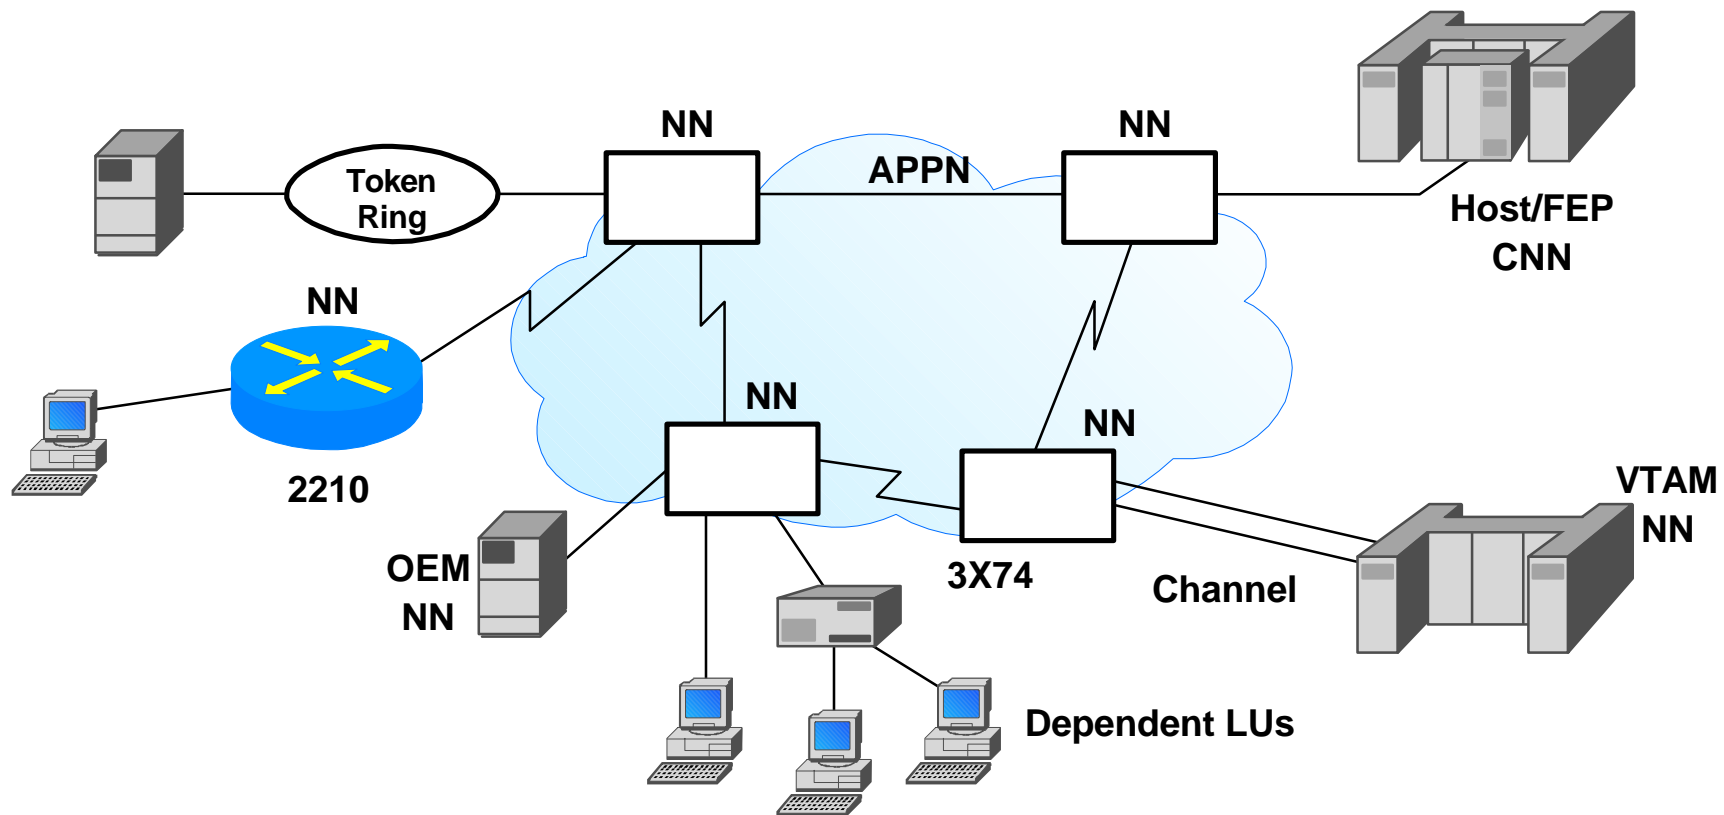 NN
NN
APPN
Token
Ring
Host/FEP
CNN
NN
2210
NN
NN
VTAM
NN
OEM
NN
3X74
Channel
Dependent LUs